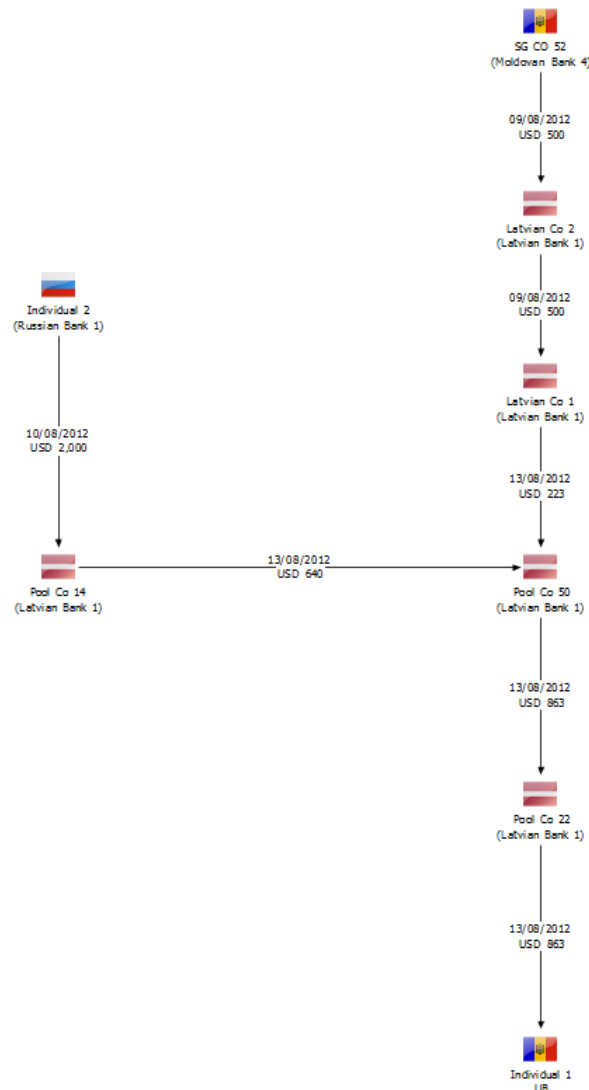 SG CO 52
(Moldovan Bank 4)
09/08/2012
USD 500
Latvian Co 2
(Latvian Bank 1)
Individual 2
(Russian Bank 1)
09/08/2012
USD 500
Latvian Co 1
(Latvian Bank 1)
10/08/2012
USD 2,000
13/08/2012
USD 223
13/08/2012
USD 640
Pool Co 14
(Latvian Bank 1)
Pool Co 50
(Latvian Bank 1)
13/08/2012
USD 863
Pool Co 22
(Latvian Bank 1)
13/08/2012
USD 863
Individual 1
UB